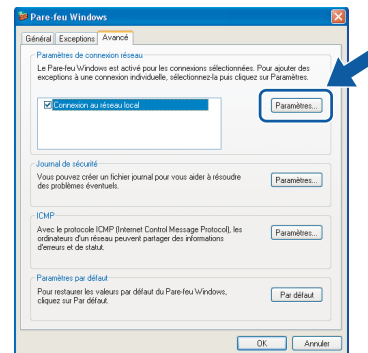 Pare-feu Windows
Général Exceptions Avancé
Paramètres de connexion réseau
Le Pare-feu Windows est activé pour les connexions sélectionnées. Pour ajouter des
exceptions à une connexion individuelle, sélectionnez-la puis cliquez sur Paramètres.
Connexion au réseau local
Paramètres...
Journal de sécurité
Vous pouvez créer un fichier journal pour vous aider à résoudre
des problèmes éventuels.
Paramètres...
ICMP
Avec le protocole ICMP (Internet Control Message Protocol), les
ordinateurs d'un réseau peuvent partager des informations
d'erreurs et de statut.
Paramètres...
Paramètres par défaut
Pour restaurer les valeurs par défaut du Pare-feu Windows,
cliquez sur Par défaut.
Par défaut
OK Annuler